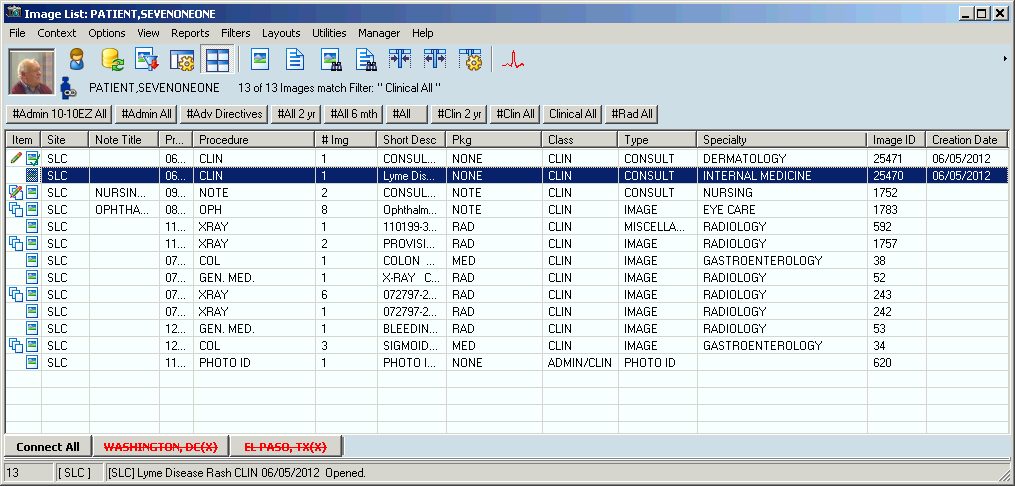 Image List: PATIENT,SEVENONEONE
File Context Options View Reports Filters Layouts Utilities Manager Help
PATIENT,SEVENONEONE 13 of 13 Images match Filter: " Clinical All "
#Admin 10-10EZ All #Admin All #Adv Directives #All 2 yr #All 6 mth #All #Clin 2 yr #Clin All Clinical All #Rad All
Item Site Note Title Pr... Procedure # Img Short Desc Pkg Class Type Specialty Image ID Creation Date
SLC 06... CLIN 1 CONSUL... NONE CLIN CONSULT DERMATOLOGY 25471 06/05/2012
SLC 06... CLIN 1 Lyme Dis... NONE CLIN CONSULT INTERNAL MEDICINE 25470 06/05/2012
SLC NURSIN... 09... NOTE 2 CONSUL... NOTE CLIN CONSULT NURSING 1752
SLC OPHTHA... 08... OPH 8 Ophthalm... NOTE CLIN IMAGE EYE CARE 1783
SLC 11... XRAY 1 110199-3... RAD CLIN MISCELLA... RADIOLOGY 592
SLC 11... XRAY 2 PROVISI... RAD CLIN IMAGE RADIOLOGY 1757
SLC 07... COL 1 COLON ... MED CLIN IMAGE GASTROENTEROLOGY 38
SLC 07... GEN. MED. 1 X-RAY C... RAD CLIN IMAGE RADIOLOGY 52
SLC 07... XRAY 6 072797-2... RAD CLIN IMAGE RADIOLOGY 243
SLC 07... XRAY 1 072797-2... RAD CLIN IMAGE RADIOLOGY 242
SLC 12... GEN. MED. 1 BLEEDIN... RAD CLIN IMAGE RADIOLOGY 53
SLC 12... COL 3 SIGMOID... MED CLIN IMAGE GASTROENTEROLOGY 34
SLC 11... PHOTO ID 1 PHOTO I... NONE ADMIN/CLIN PHOTO ID 620
Connect All WASHINGTON, DC(X) EL PASO, TX(X)
13 [ SLC ] [SLC] Lyme Disease Rash CLIN 06/05/2012 Opened.